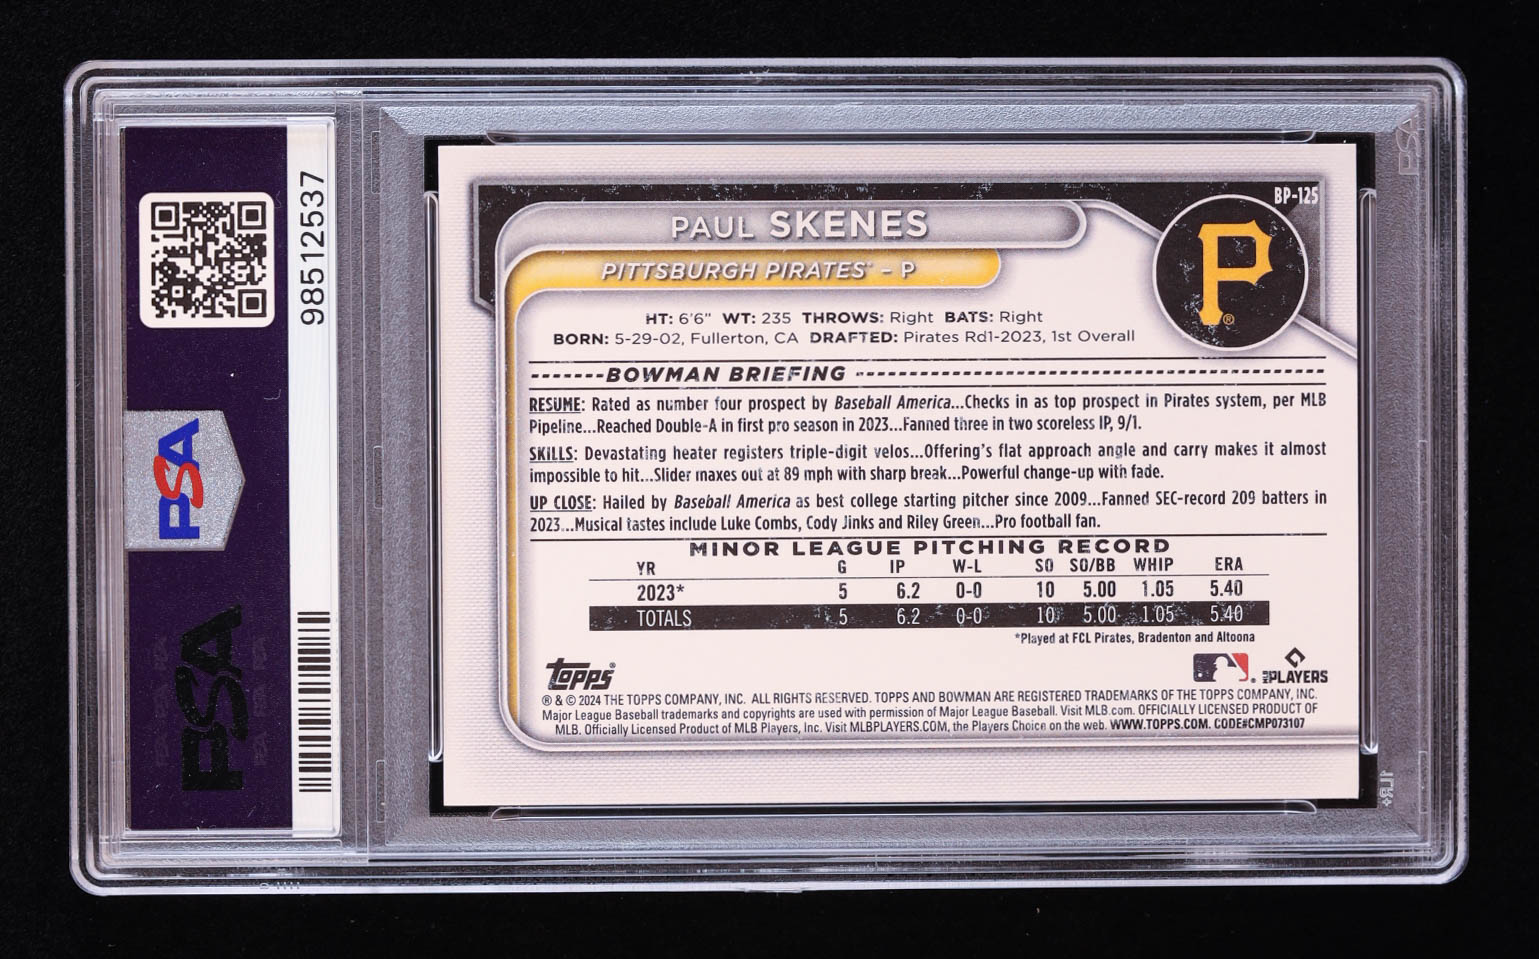 98512537
PSA
PSA
BP-125
PAUL SKENES
PITTSBURGH PIRATES™ – P
P®
HT: 6'6" WT: 235 THROWS: Right BATS: Right
BORN: 5-29-02, Fullerton, CA DRAFTED: Pirates Rd1-2023, 1st Overall
BOWMAN BRIEFING
RESUME: Rated as number four prospect by Baseball America...Checks in as top prospect in Pirates system, per MLB
Pipeline...Reached Double-A in first pro season in 2023...Fanned three in two scoreless IP, 9/1.
SKILLS: Devastating heater registers triple-digit velos...Offering's flat approach angle and carry makes it almost
impossible to hit...Slider maxes out at 89 mph with sharp break...Powerful change-up with fade.
UP CLOSE: Hailed by Baseball America as best college starting pitcher since 2009...Fanned SEC-record 209 batters in
2023...Musical tastes include Luke Combs, Cody Jinks and Riley Green...Pro football fan.
MINOR LEAGUE PITCHING RECORD
YR G IP W-L SO SO/BB WHIP ERA
2023* 5 6.2 0-0 10 5.00 1.05 5.40
TOTALS 5 6.2 0-0 10 5.00 1.05 5.40
*Played at FCL Pirates, Bradenton and Altoona
Topps®
MLB PLAYERS
® & © 2024 THE TOPPS COMPANY, INC. ALL RIGHTS RESERVED. TOPPS AND BOWMAN ARE REGISTERED TRADEMARKS OF THE TOPPS COMPANY, INC.
Major League Baseball trademarks and copyrights are used with permission of Major League Baseball. Visit MLB.com. OFFICIALLY LICENSED PRODUCT OF
MLB. Officially Licensed Product of MLB Players, Inc. Visit MLBPLAYERS.COM, the Players Choice on the web. WWW.TOPPS.COM. CODE#CMP073107
PSA
1LR+